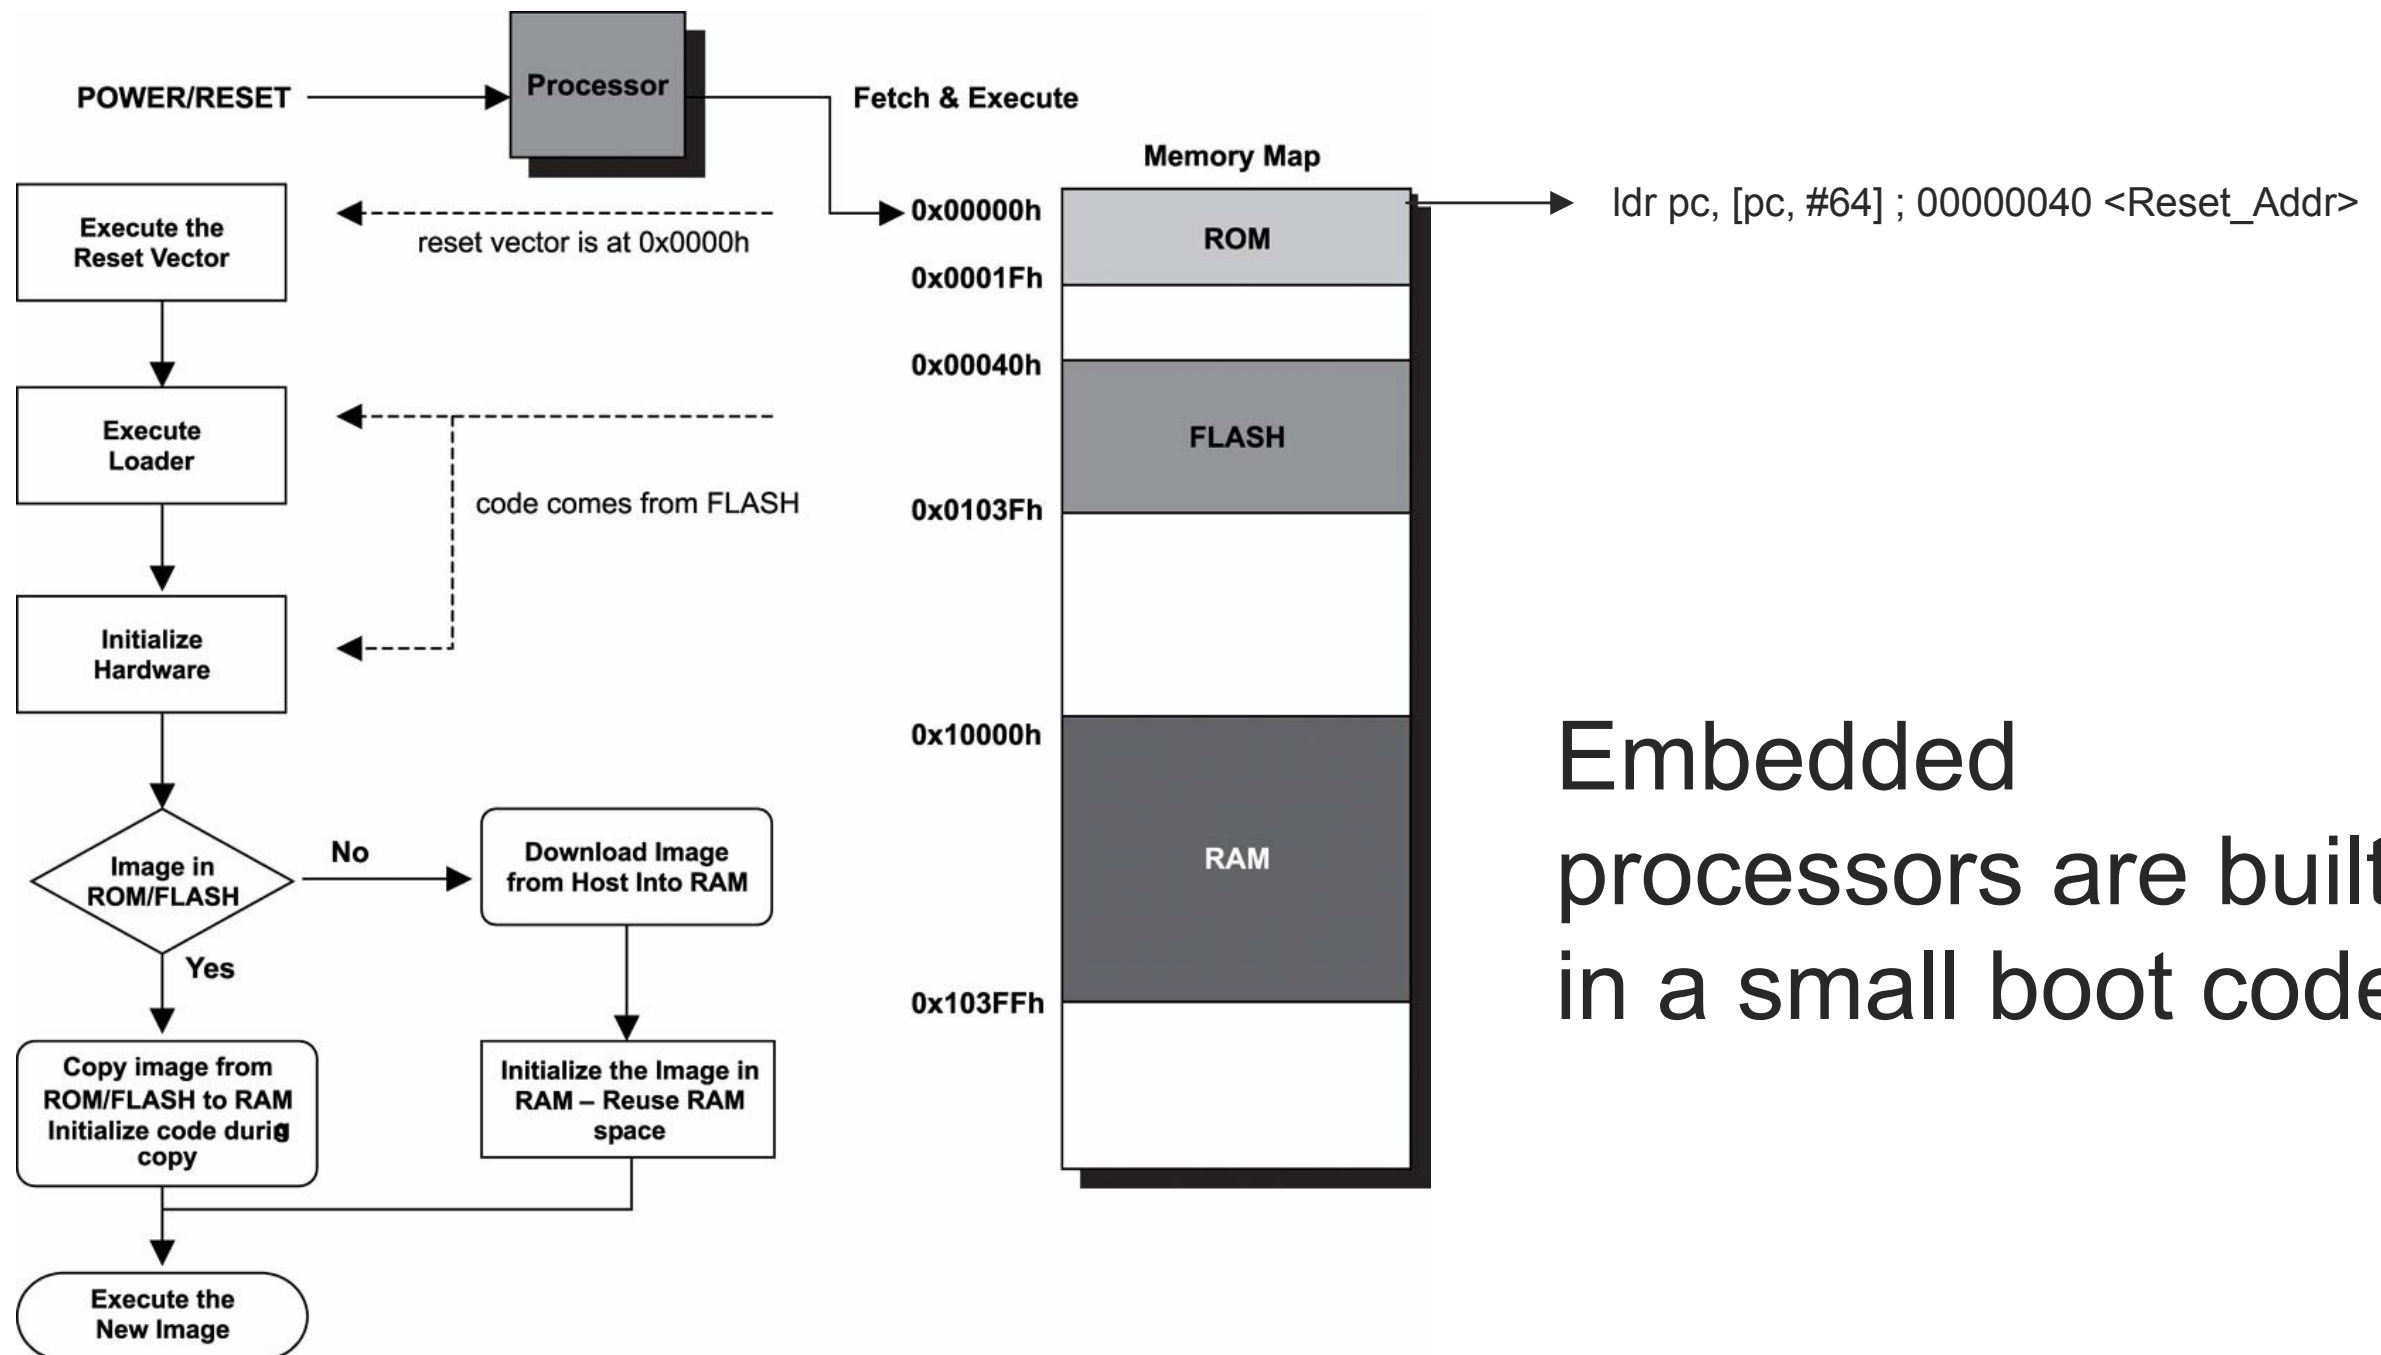 POWER/RESET
Processor
Fetch & Execute
Memory Map
Execute the
Reset Vector
reset vector is at 0x0000h
0x00000h
ROM
ldr pc, [pc, #64] ; 00000040 <Reset_Addr>
0x0001Fh
0x00040h
Execute
Loader
FLASH
code comes from FLASH
0x0103Fh
Initialize
Hardware
0x10000h
Embedded
processors are built
in a small boot code
Image in
ROM/FLASH
No
Yes
Download Image
from Host Into RAM
RAM
0x103FFh
Copy image from
ROM/FLASH to RAM
Initialize code durig
copy
Initialize the Image in
RAM – Reuse RAM
space
Execute the
New Image